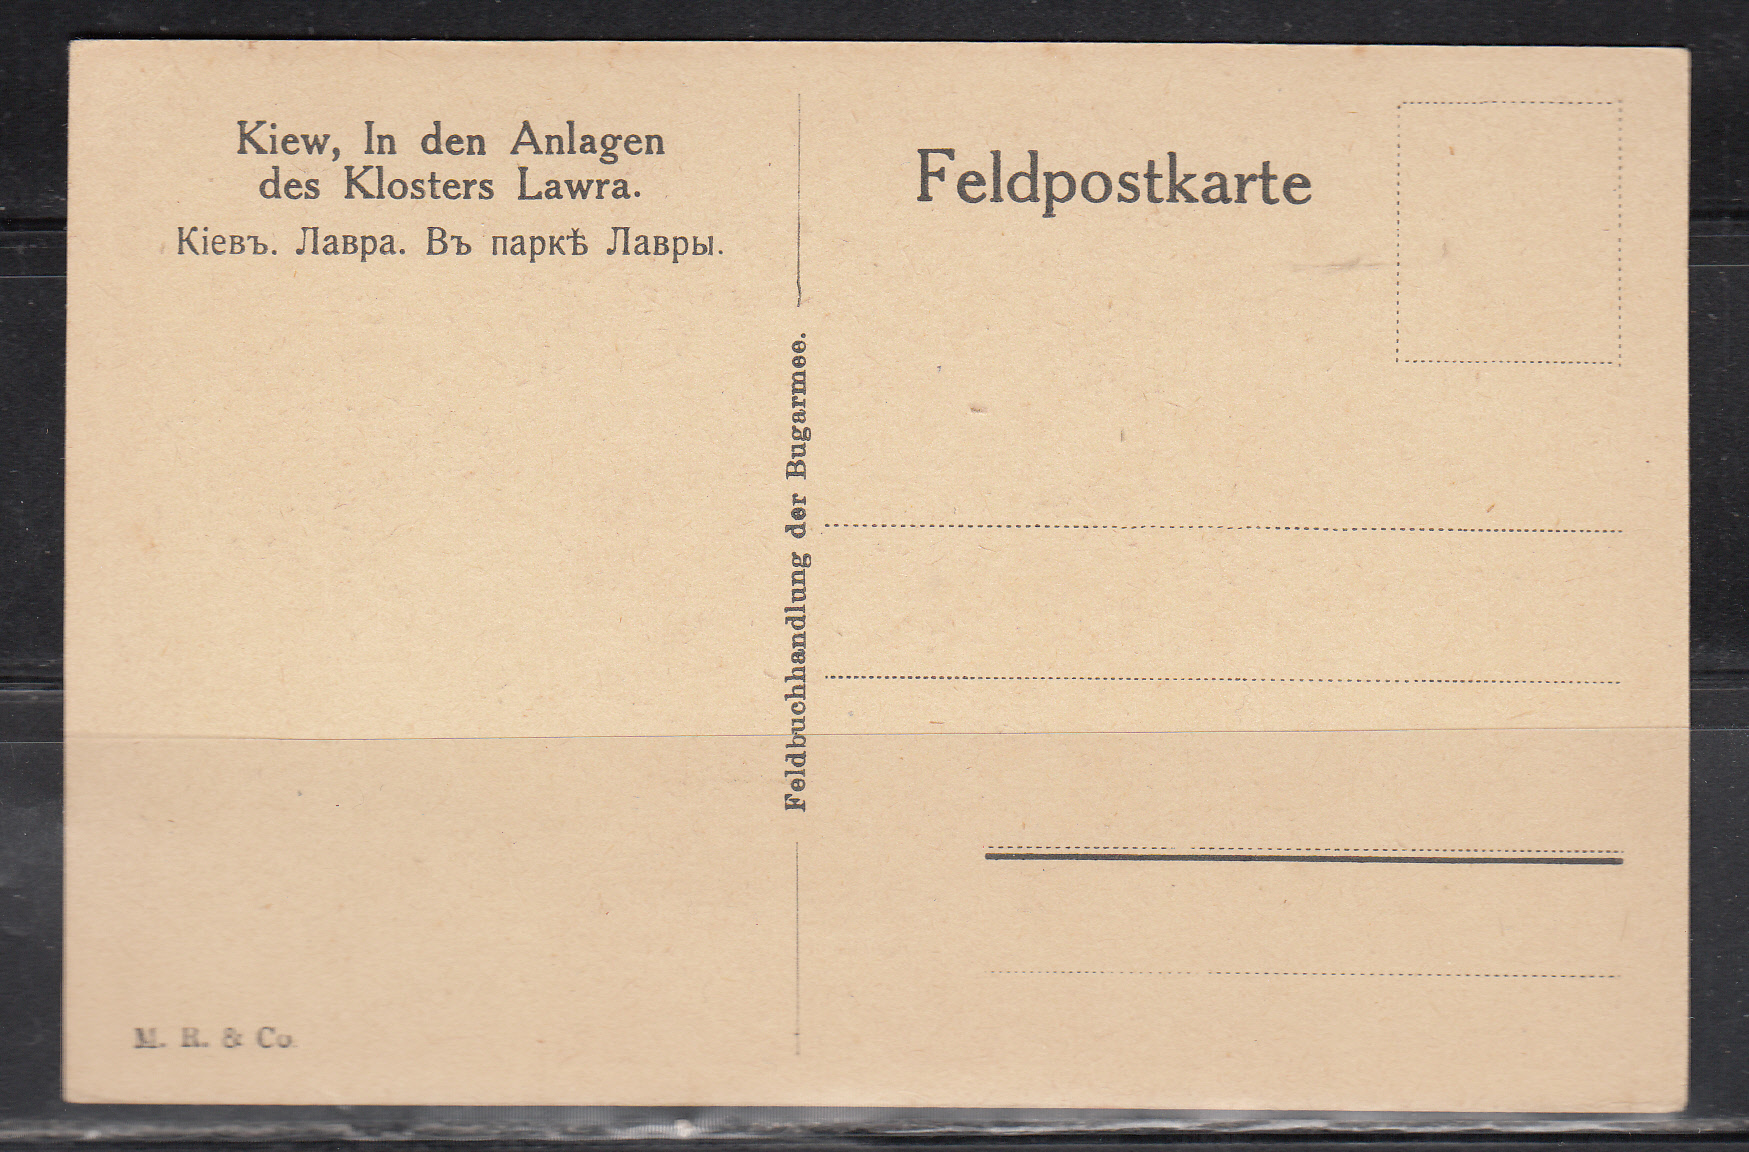 Kiew, In den Anlagen
des Klosters Lawra.
Кіевъ. Лавра. Въ паркѣ Лавры.
Feldpostkarte
Feldbuchhandlung der Bugarmee.
M. R. & Co